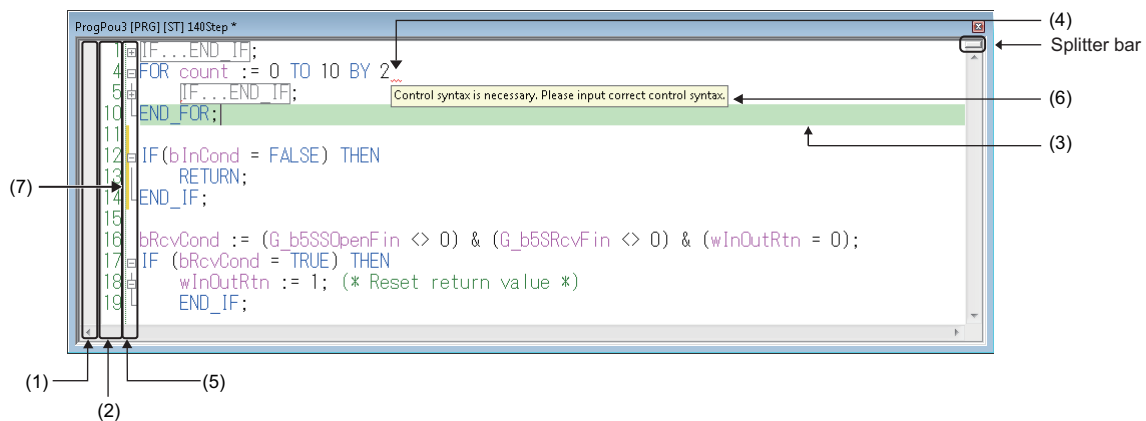 ProgPou3 [PRG] [ST] 140Step *
(4)
Splitter bar
1 IF...END_IF;
4 FOR count := 0 TO 10 BY 2
5 IF...END_IF;
Control syntax is necessary. Please input correct control syntax.
(6)
10 END_FOR;
(3)
11
12 IF(bInCond = FALSE) THEN
13 RETURN;
(7)
14 END_IF;
15
16 bRcvCond := (G_b5SSOpenFin <> 0) & (G_b5SRcvFin <> 0) & (wInOutRtn = 0);
17 IF (bRcvCond = TRUE) THEN
18 wInOutRtn := 1; (* Reset return value *)
19 END_IF;
(1)
(5)
(2)